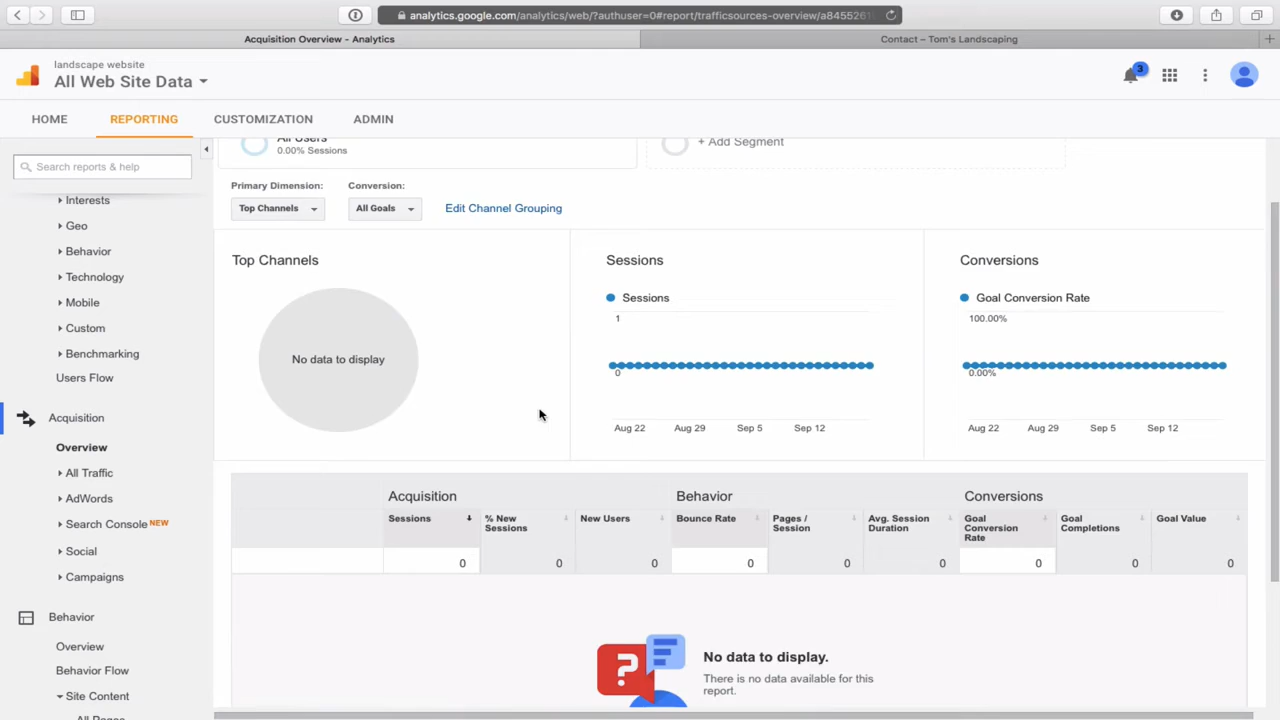 analytics.google.com/analytics/web/?authuser=0#report/trafficsources-overview/a8455261
Acquisition Overview - Analytics
Contact – Tom's Landscaping
landscape website
All Web Site Data
3
HOME
REPORTING
CUSTOMIZATION
ADMIN
Search reports & help
Interests
Geo
Behavior
Technology
Mobile
Custom
Benchmarking
Users Flow
Acquisition
Overview
All Traffic
AdWords
Search Console NEW
Social
Campaigns
Behavior
Overview
Behavior Flow
Site Content
All Pages
All Users
0.00% Sessions
+ Add Segment
Primary Dimension:
Conversion:
Top Channels
All Goals
Edit Channel Grouping
Top Channels
No data to display
Sessions
Sessions
1
0
Aug 22 Aug 29 Sep 5 Sep 12
Conversions
Goal Conversion Rate
100.00%
0.00%
Aug 22 Aug 29 Sep 5 Sep 12
Acquisition
Behavior
Conversions
Sessions
% New
Sessions
New Users
Bounce Rate
Pages /
Session
Avg. Session
Duration
Goal
Conversion
Rate
Goal
Completions
Goal Value
0 0 0 0 0 0 0 0 0
?
No data to display.
There is no data available for this
report.